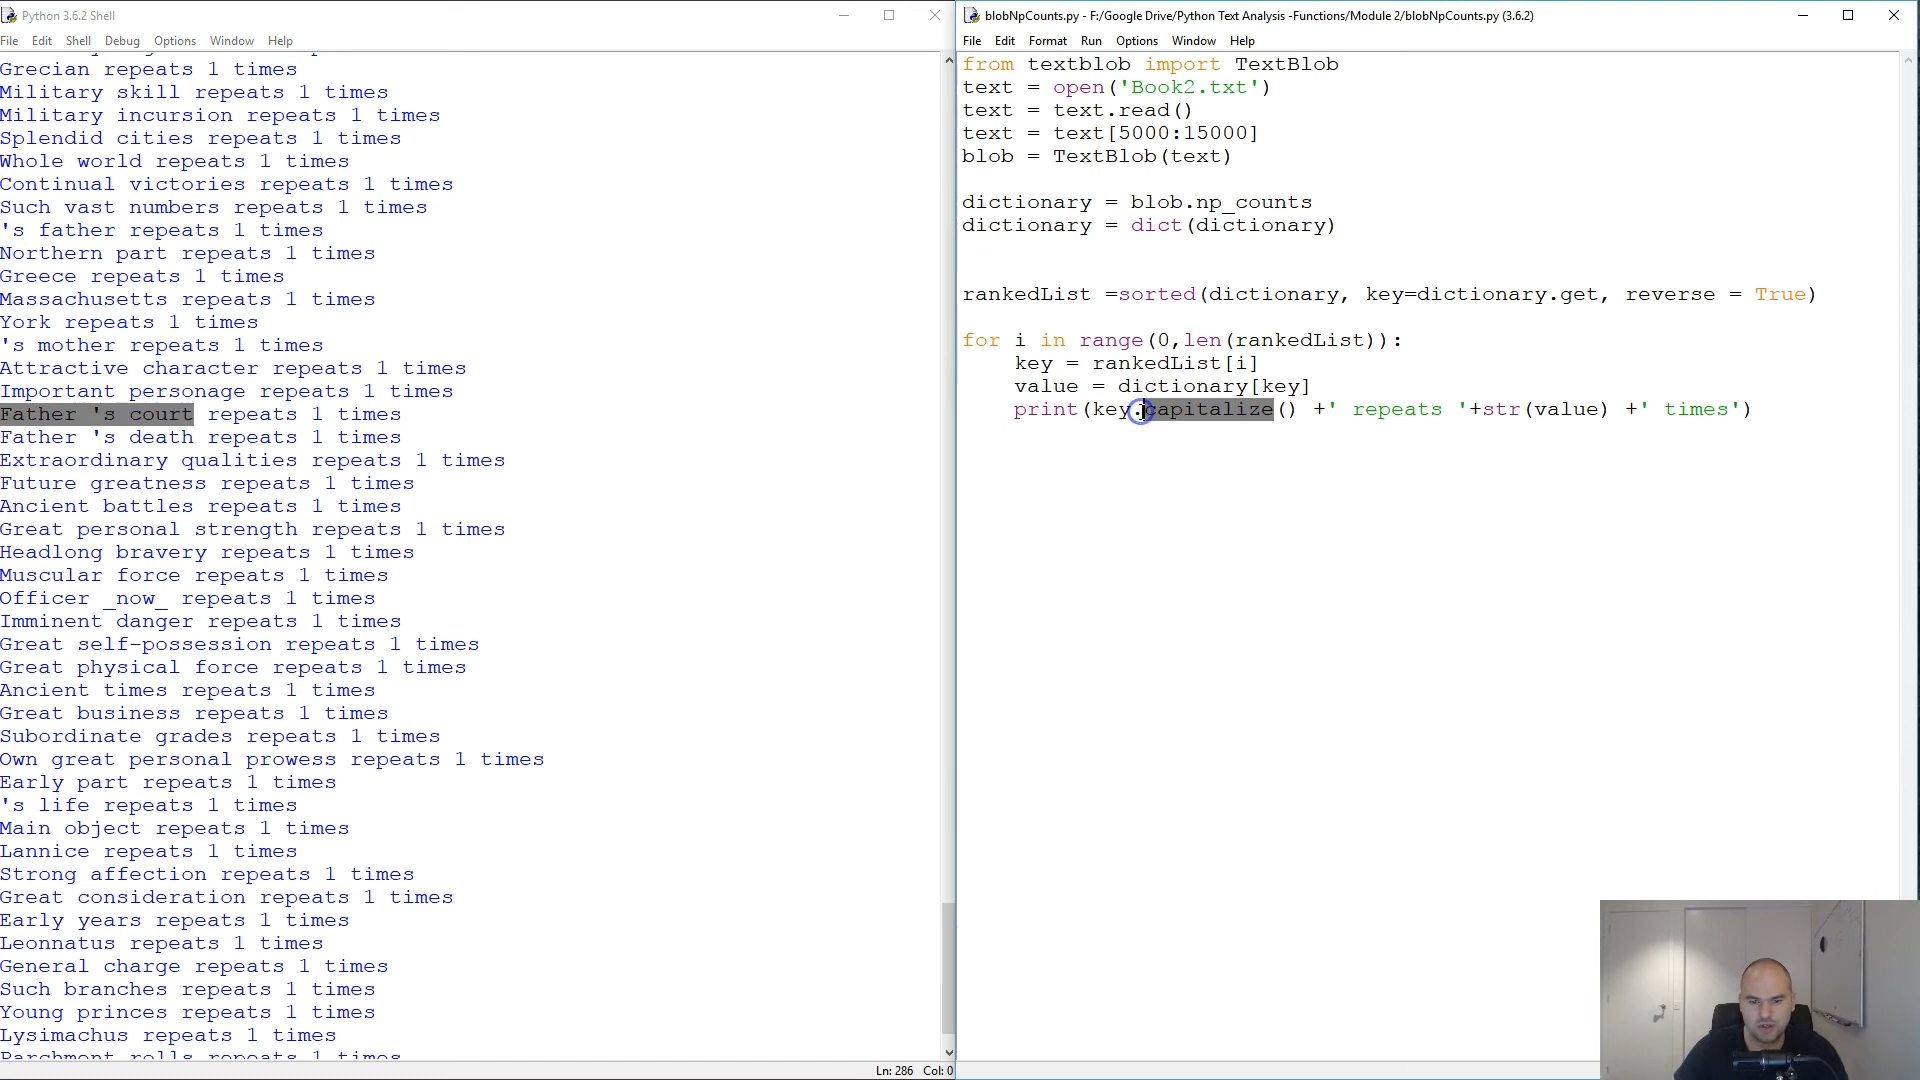 Python 3.6.2 Shell
File Edit Shell Debug Options Window Help
Grecian repeats 1 times
Military skill repeats 1 times
Military incursion repeats 1 times
Splendid cities repeats 1 times
Whole world repeats 1 times
Continual victories repeats 1 times
Such vast numbers repeats 1 times
's father repeats 1 times
Northern part repeats 1 times
Greece repeats 1 times
Massachusetts repeats 1 times
York repeats 1 times
's mother repeats 1 times
Attractive character repeats 1 times
Important personage repeats 1 times
Father 's court repeats 1 times
Father 's death repeats 1 times
Extraordinary qualities repeats 1 times
Future greatness repeats 1 times
Ancient battles repeats 1 times
Great personal strength repeats 1 times
Headlong bravery repeats 1 times
Muscular force repeats 1 times
Officer _now_ repeats 1 times
Imminent danger repeats 1 times
Great self-possession repeats 1 times
Great physical force repeats 1 times
Ancient times repeats 1 times
Great business repeats 1 times
Subordinate grades repeats 1 times
Own great personal prowess repeats 1 times
Early part repeats 1 times
's life repeats 1 times
Main object repeats 1 times
Lannice repeats 1 times
Strong affection repeats 1 times
Great consideration repeats 1 times
Early years repeats 1 times
Leonnatus repeats 1 times
General charge repeats 1 times
Such branches repeats 1 times
Young princes repeats 1 times
Lysimachus repeats 1 times
Parchment rolls repeats 1 times
Ln: 286 Col: 0
blobNpCounts.py - F:/Google Drive/Python Text Analysis -Functions/Module 2/blobNpCounts.py (3.6.2)
File Edit Format Run Options Window Help
from textblob import TextBlob
text = open('Book2.txt')
text = text.read()
text = text[5000:15000]
blob = TextBlob(text)
dictionary = blob.np_counts
dictionary = dict(dictionary)
rankedList =sorted(dictionary, key=dictionary.get, reverse = True)
for i in range(0,len(rankedList)):
key = rankedList[i]
value = dictionary[key]
print(key.capitalize() +' repeats '+str(value) +' times')